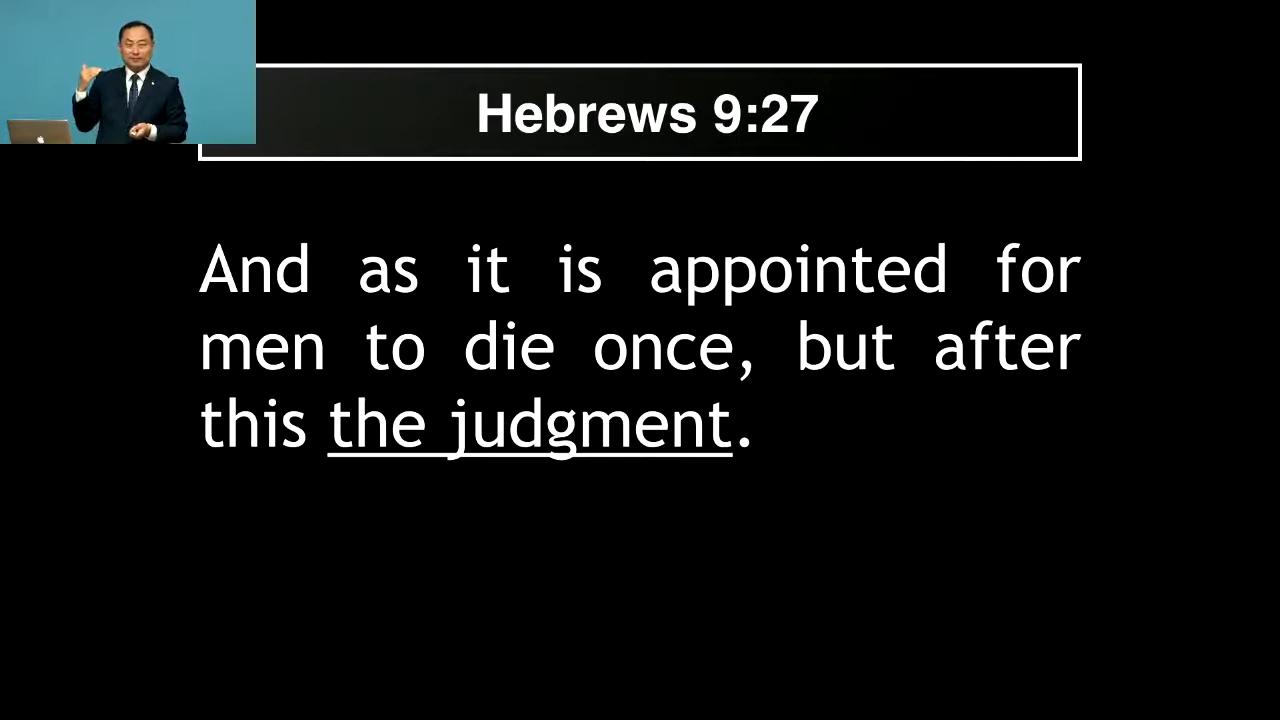 Hebrews 9:27
And as it is appointed for
men to die once, but after
this the judgment.